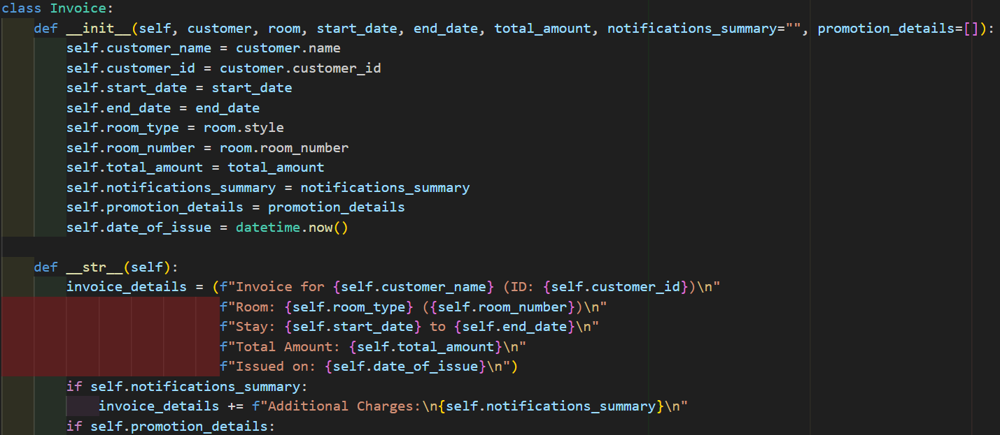 class Invoice:
    def __init__(self, customer, room, start_date, end_date, total_amount, notifications_summary="", promotion_details=[]):
        self.customer_name = customer.name
        self.customer_id = customer.customer_id
        self.start_date = start_date
        self.end_date = end_date
        self.room_type = room.style
        self.room_number = room.room_number
        self.total_amount = total_amount
        self.notifications_summary = notifications_summary
        self.promotion_details = promotion_details
        self.date_of_issue = datetime.now()
    def __str__(self):
        invoice_details = (f"Invoice for {self.customer_name} (ID: {self.customer_id})\n"
                           f"Room: {self.room_type} ({self.room_number})\n"
                           f"Stay: {self.start_date} to {self.end_date}\n"
                           f"Total Amount: {self.total_amount}\n"
                           f"Issued on: {self.date_of_issue}\n")
        if self.notifications_summary:
            invoice_details += f"Additional Charges:\n{self.notifications_summary}\n"
        if self.promotion_details: